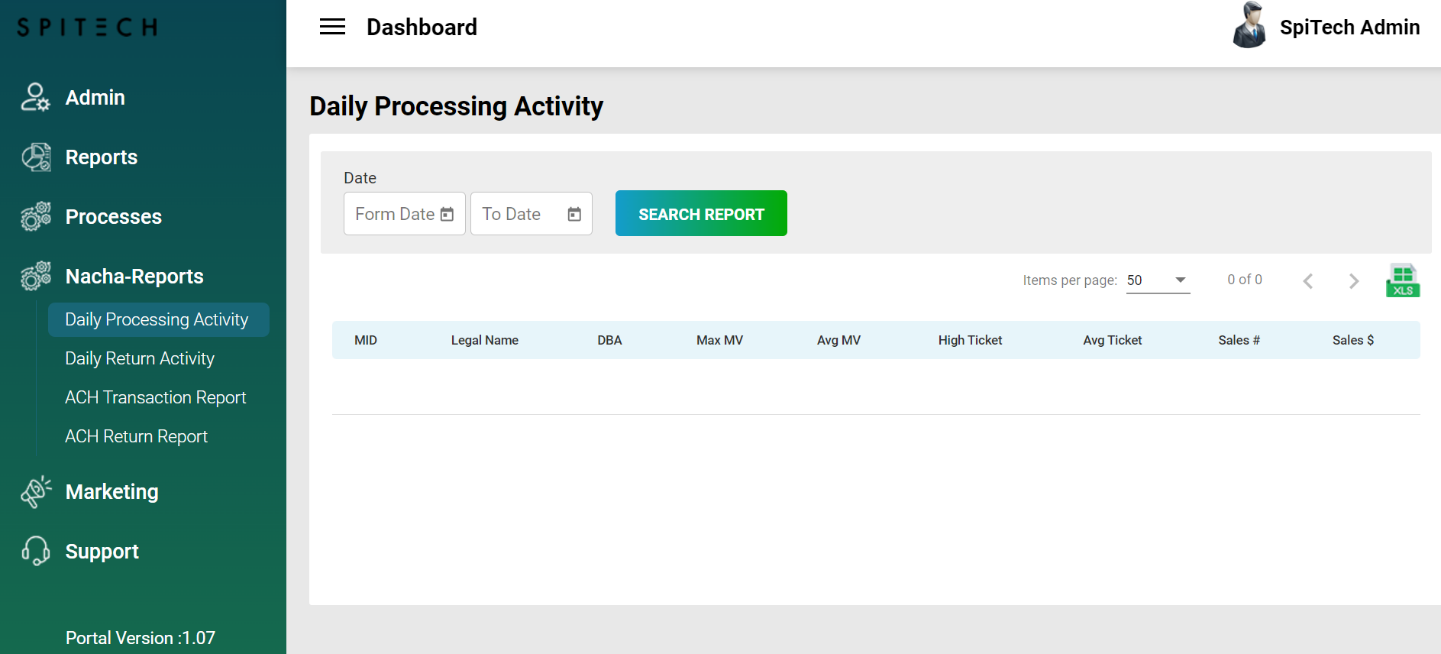 SPITECH
Dashboard
SpiTech Admin
Admin
Reports
Processes
Nacha-Reports
Daily Processing Activity
Daily Return Activity
ACH Transaction Report
ACH Return Report
Marketing
Support
Portal Version :1.07
Daily Processing Activity
Date
Form Date
To Date
SEARCH REPORT
Items per page: 50
0 of 0
XLS
MID Legal Name DBA Max MV Avg MV High Ticket Avg Ticket Sales # Sales $